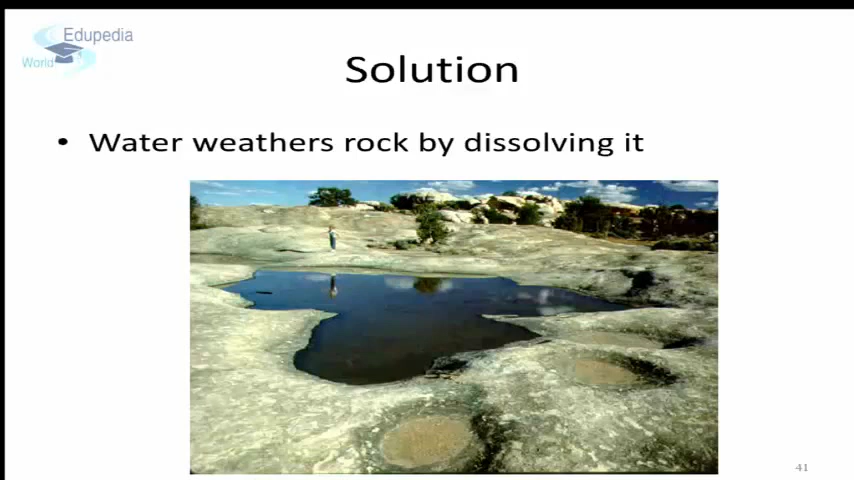 Edupedia
World
Solution
• Water weathers rock by dissolving it
41